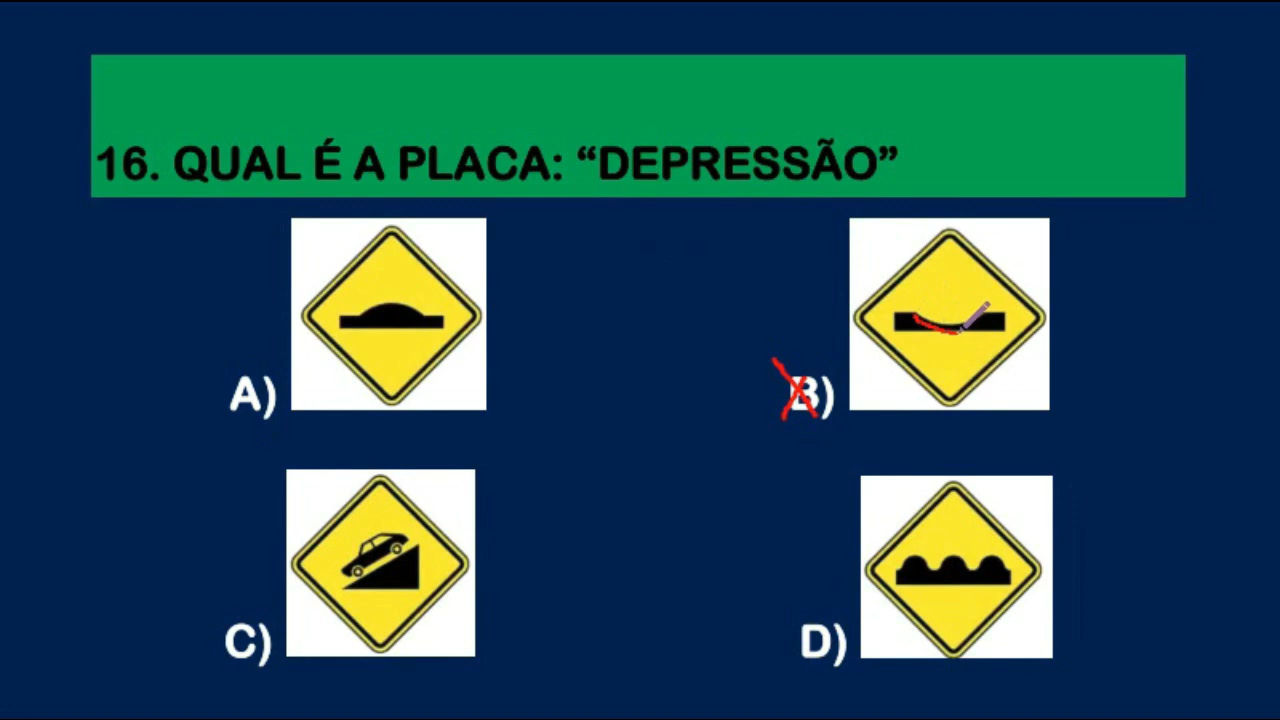 16. QUAL É A PLACA: “DEPRESSÃO”
A)
B)
C)
D)